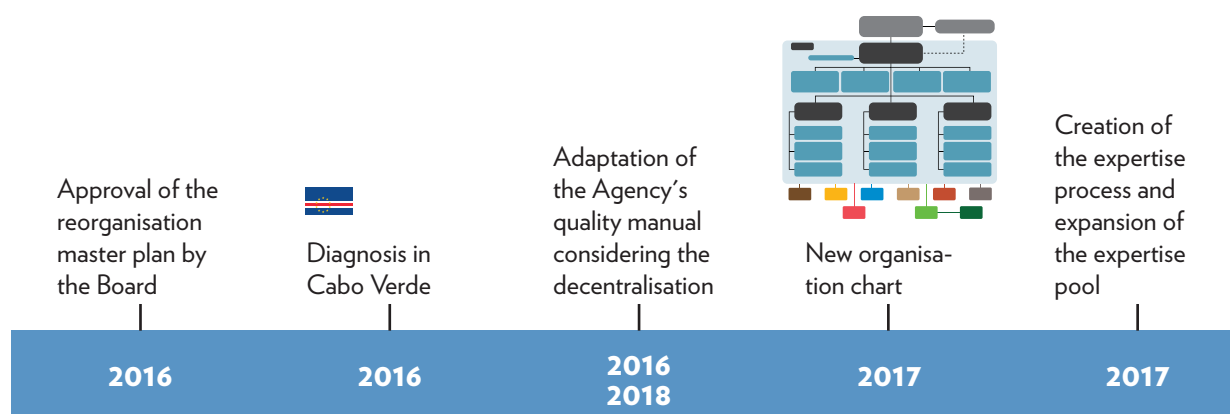 Approval of the
reorganisation
master plan by
the Board
Diagnosis in
Cabo Verde
Adaptation of
the Agency's
quality manual
considering the
decentralisation
New organisa-
tion chart
Creation of
the expertise
process and
expansion of
the expertise
pool
2016
2016
2016
2018
2017
2017